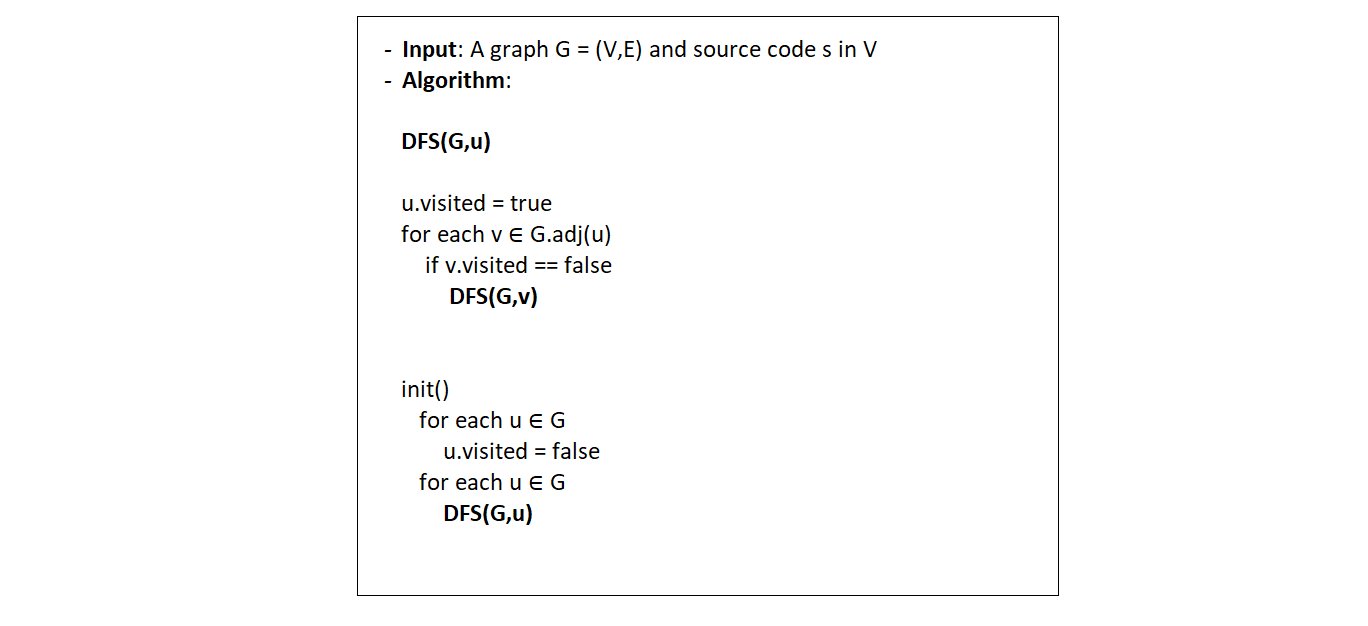 - Input: A graph G = (V,E) and source code s in V
- Algorithm:
DFS(G,u)
u.visited = true
for each v ∈ G.adj(u)
if v.visited == false
DFS(G,v)
init()
for each u ∈ G
u.visited = false
for each u ∈ G
DFS(G,u)